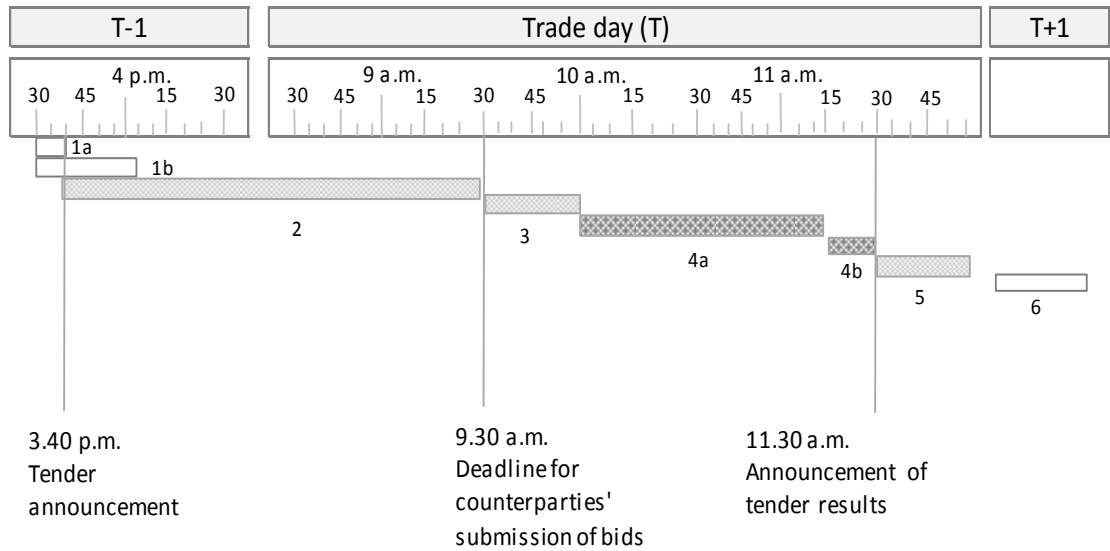 T-1 Trade day (T) T+1
4 p.m. 9 a.m. 10 a.m. 11 a.m.
30 45 15 30 30 45 15 30 45 15 30 45 15 30 45
1a
1b
2
3
4a
4b
5
6
3.40 p.m.
Tender
announcement
9.30 a.m.
Deadline for
counterparties'
submission of bids
11.30 a.m.
Announcement of
tender results